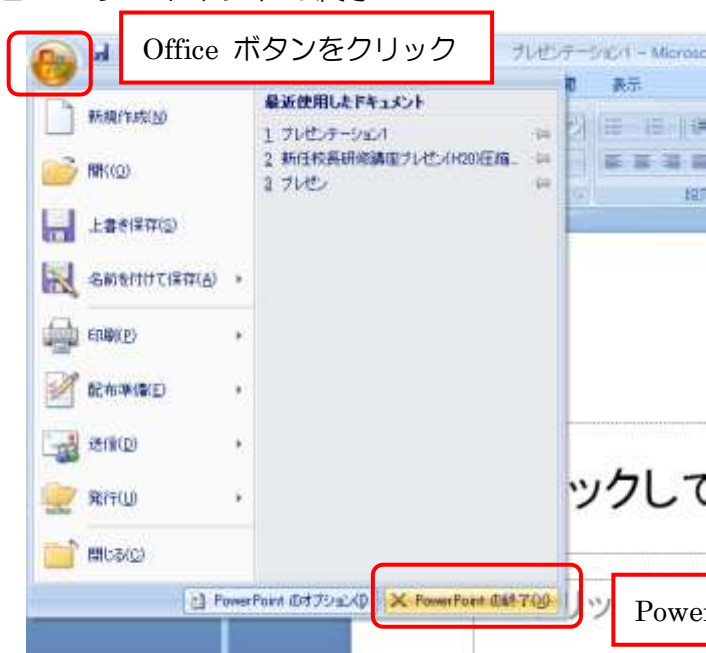 Office ボタンをクリック
プレゼンテーション1 - Microsoft
表示
新規作成(N)
開く(O)
上書き保存(S)
名前を付けて保存(A)
印刷(P)
配布準備(E)
送信(D)
発行(U)
閉じる(C)
最近使用したドキュメント
1 プレゼンテーション1
2 新任校長研修講座プレゼン(H20)圧縮...
3 プレゼン
段落
ックして
PowerPoint のオプション(I)
PowerPoint の終了(X)
リッ
Power